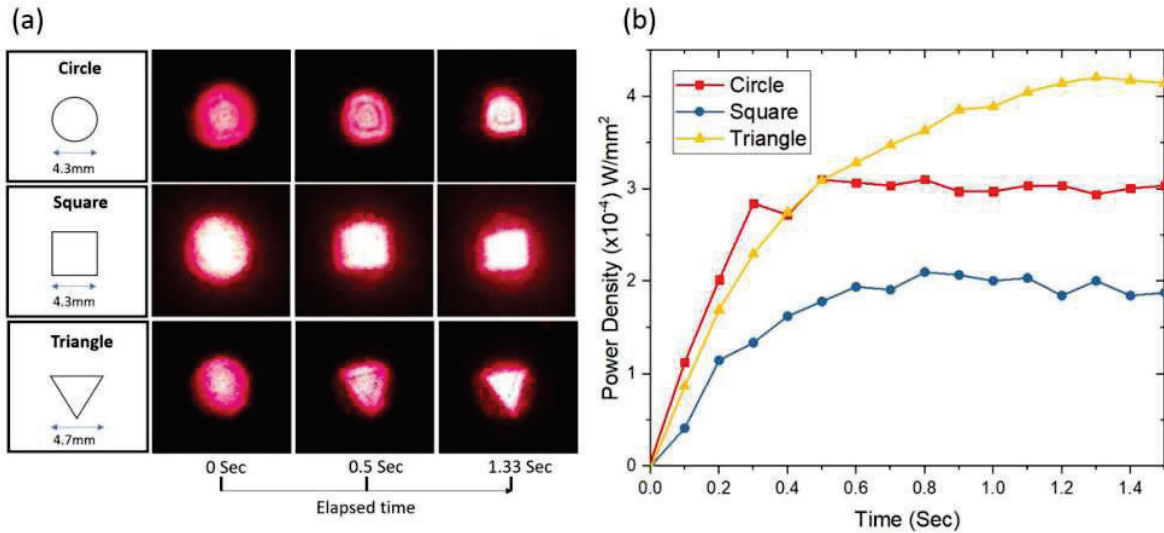 (a)
Circle
4.3mm
Square
4.3mm
Triangle
4.7mm
0 Sec
0.5 Sec
1.33 Sec
Elapsed time
(b)
Circle
Square
Triangle
Power Density (x10⁻⁴) W/mm²
4
3
2
1
0
0.0 0.2 0.4 0.6 0.8 1.0 1.2 1.4
Time (Sec)